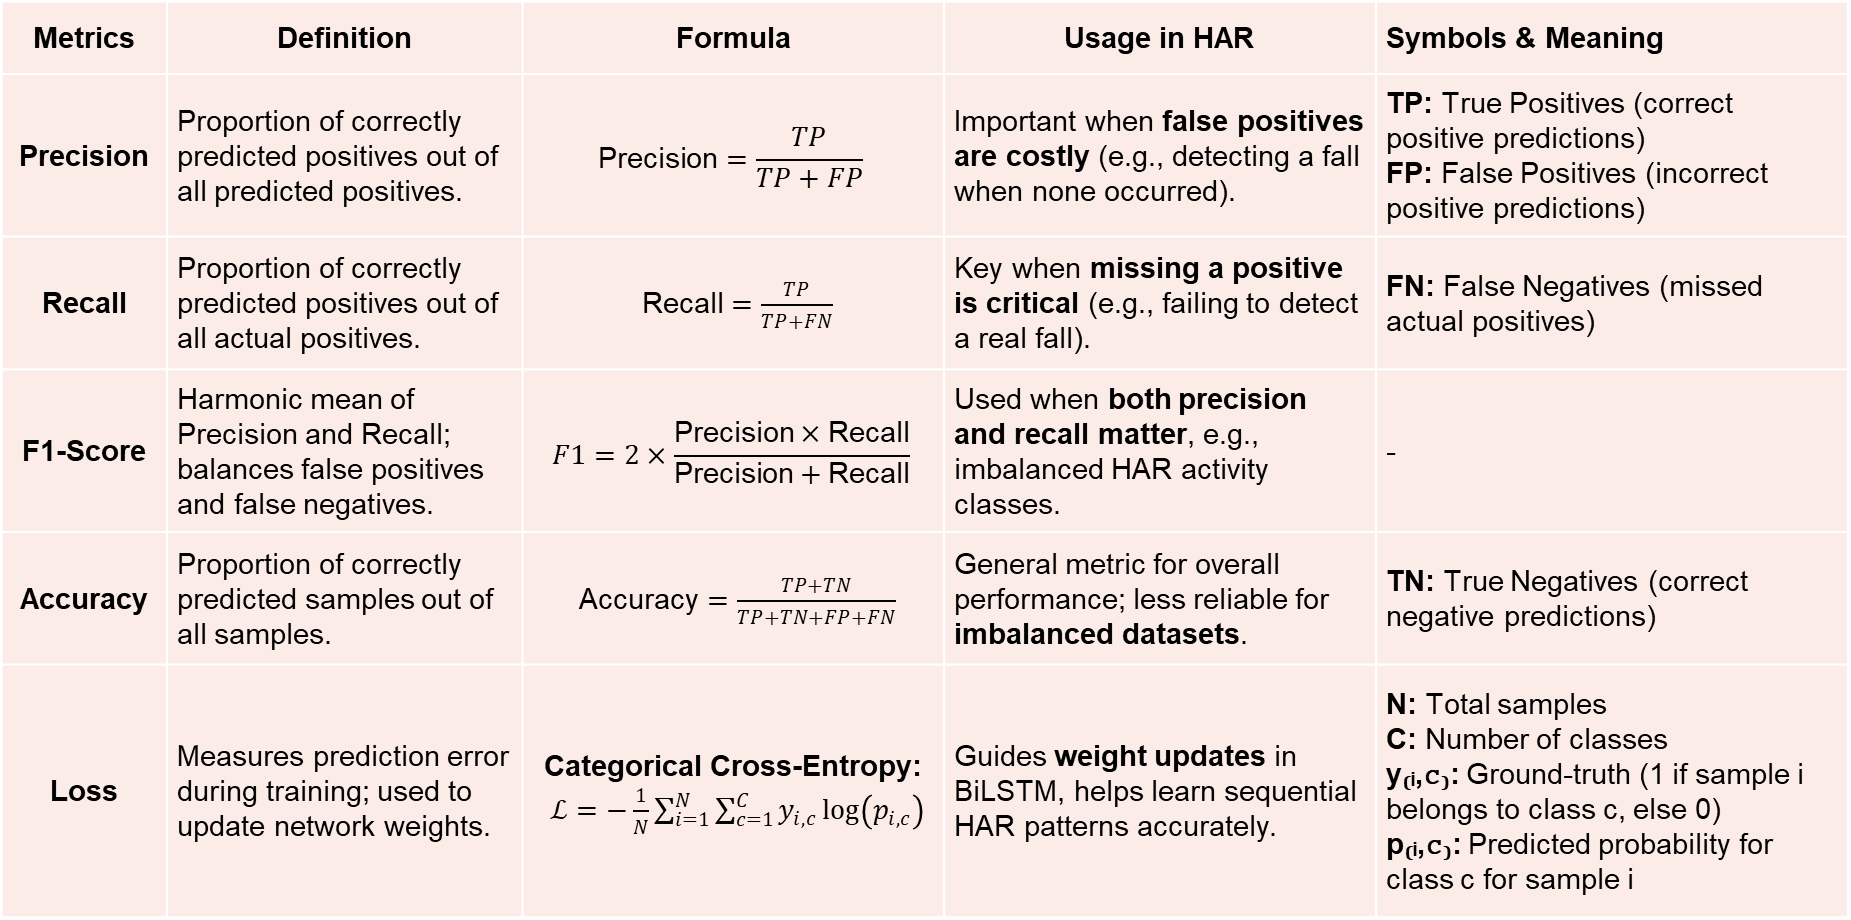 Metrics
Definition
Formula
Usage in HAR
Symbols & Meaning
Precision
Proportion of correctly
predicted positives out of
all predicted positives.
Precision = TP / (TP + FP)
Important when false positives
are costly (e.g., detecting a fall
when none occurred).
TP: True Positives (correct
positive predictions)
FP: False Positives (incorrect
positive predictions)
Recall
Proportion of correctly
predicted positives out of
all actual positives.
Recall = TP / (TP+FN)
Key when missing a positive
is critical (e.g., failing to detect
a real fall).
FN: False Negatives (missed
actual positives)
F1-Score
Harmonic mean of
Precision and Recall;
balances false positives
and false negatives.
F1 = 2 × (Precision × Recall) / (Precision + Recall)
Used when both precision
and recall matter, e.g.,
imbalanced HAR activity
classes.
-
Accuracy
Proportion of correctly
predicted samples out of
all samples.
Accuracy = (TP+TN) / (TP+TN+FP+FN)
General metric for overall
performance; less reliable for
imbalanced datasets.
TN: True Negatives (correct
negative predictions)
Loss
Measures prediction error
during training; used to
update network weights.
Categorical Cross-Entropy:
ℒ = −1/N ∑_{i=1}^{N} ∑_{c=1}^{C} y_{i,c} log(p_{i,c})
Guides weight updates in
BiLSTM, helps learn sequential
HAR patterns accurately.
N: Total samples
C: Number of classes
y₍ᵢ,c₎: Ground-truth (1 if sample i
belongs to class c, else 0)
p₍ᵢ,c₎: Predicted probability for
class c for sample i